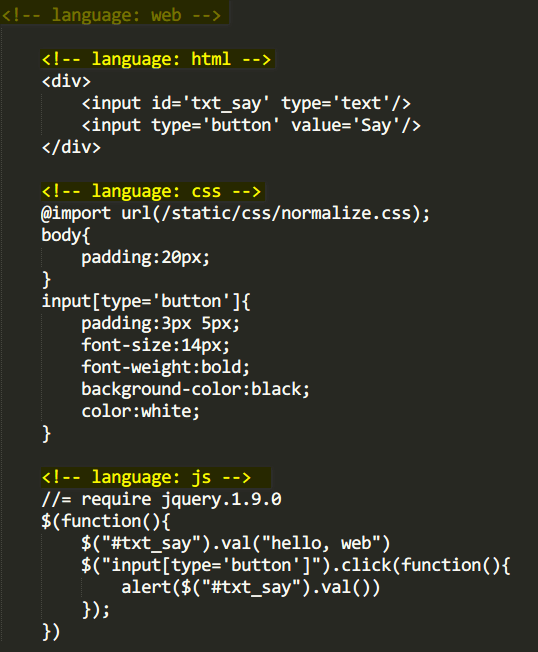 <!-- language: web -->
<!-- language: html -->
<div>
<input id='txt_say' type='text'/>
<input type='button' value='Say'/>
</div>
<!-- language: css -->
@import url(/static/css/normalize.css);
body{
padding:20px;
}
input[type='button']{
padding:3px 5px;
font-size:14px;
font-weight:bold;
background-color:black;
color:white;
}
<!-- language: js -->
//= require jquery.1.9.0
$(function(){
$("#txt_say").val("hello, web")
$("input[type='button']").click(function(){
alert($("#txt_say").val())
});
})